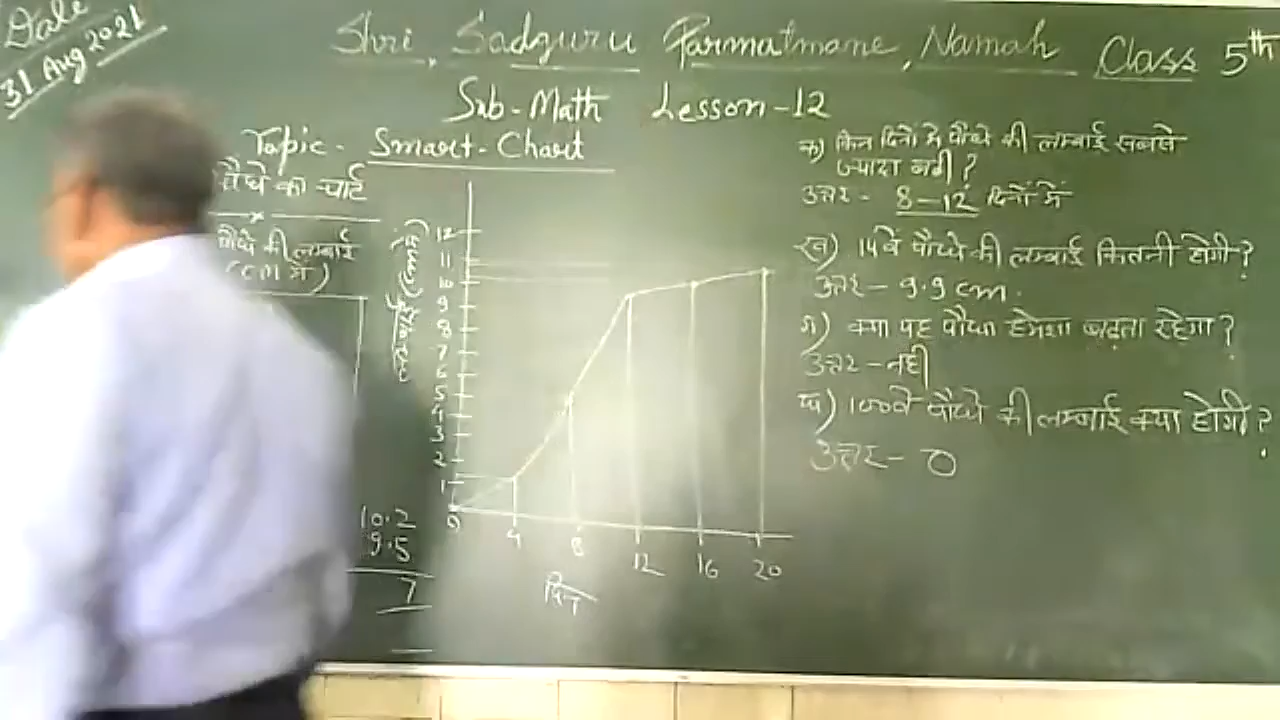 Date
31 Aug 2021
Shri, Sadguru Parmatmane, Namah Class 5th
Sub-Math Lesson-12
Topic - Smart-Chart
पौधे का चार्ट
पौधे की लम्बाई
(cm में)
10.2
9.5
7
लम्बाई (cm में)
12
11
10
9
8
7
6
5
4
3
2
1
0 4 8 12 16 20
दिन
क) किन दिनों में पौधे की लम्बाई सबसे
ज्यादा बढ़ी ?
उत्तर - 8-12 दिनों में
ख) 14वें पौधे की लम्बाई कितनी होगी ?
उत्तर - 9.9 cm.
ग) क्या यह पौधा हमेशा बढ़ता रहेगा ?
उत्तर - नहीं
घ) 100वे पौधे की लम्बाई क्या होगी ?
उत्तर - 0